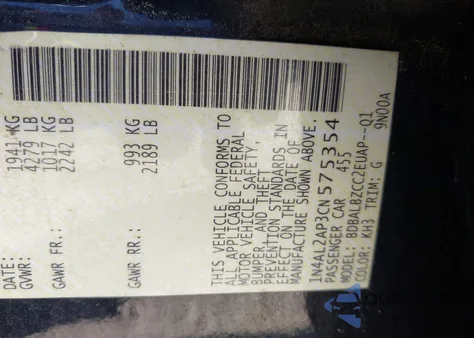 DATE:
GVWR: 1941 KG
4279 LB
GAWR FR.: 1017 KG
2242 LB
GAWR RR: 993 KG
2189 LB
THIS VEHICLE CONFORMS TO
ALL APPLICABLE FEDERAL
MOTOR VEHICLE SAFETY,
BUMPER, AND THEFT
PREVENTION STANDARDS IN
EFFECT ON THE DATE OF
MANUFACTURE SHOWN ABOVE.
1N4AL2AP3CN575354
PASSENGER CAR 455
MODEL: BDBALBZCC2EUAP--Q1
COLOR: KH3 TRIM: G 9N00A